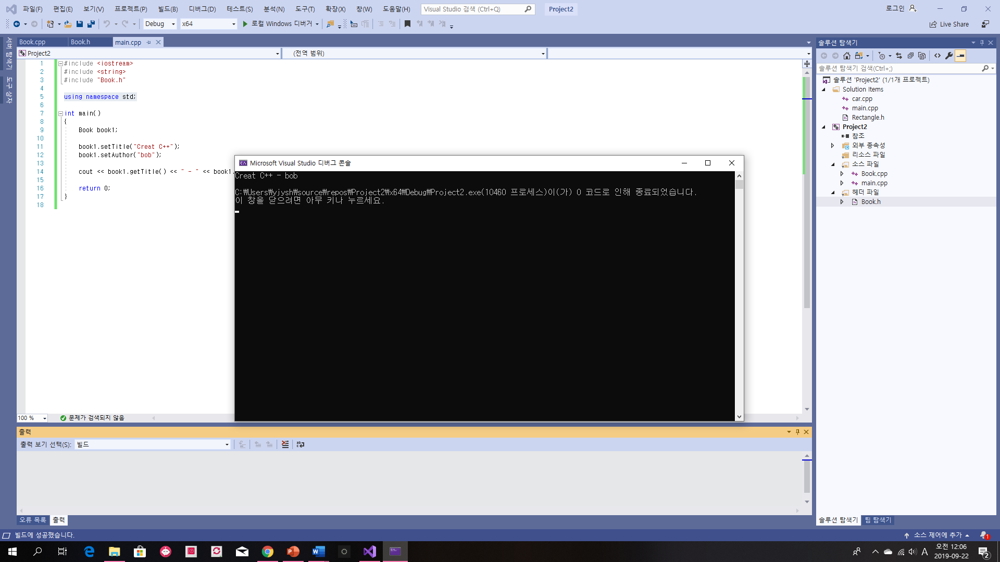 파일(F) 편집(E) 보기(V) 프로젝트(P) 빌드(B) 디버그(D) 테스트(S) 분석(N) 도구(T) 확장(X) 창(W) 도움말(H) Visual Studio 검색 (Ctrl+Q) Project2 로그인
Debug x64 로컬 Windows 디버거 Live Share
서버 탐색기
도구 상자
Book.cpp Book.h main.cpp
Project2 (전역 범위)
1 #include <iostream>
2 #include <string>
3 #include "Book.h"
4
5 using namespace std;
6
7 int main()
8 {
9 Book book1;
10
11 book1.setTitle("Creat C++");
12 book1.setAuthor("bob");
13
14 cout << book1.getTitle() << " - " << book1.
15
16 return 0;
17 }
18
Microsoft Visual Studio 디버그 콘솔
Creat C++ - bob
C:₩Users₩yjysh₩source₩repos₩Project2₩x64₩Debug₩Project2.exe(10460 프로세스)이(가) 0 코드로 인해 종료되었습니다.
이 창을 닫으려면 아무 키나 누르세요.
100 % 문제가 검색되지 않음
출력
출력 보기 선택(S): 빌드
오류 목록 출력
솔루션 탐색기
솔루션 탐색기 검색(Ctrl+;)
솔루션 'Project2' (1/1개 프로젝트)
Solution Items
car.cpp
main.cpp
Rectangle.h
Project2
참조
외부 종속성
리소스 파일
소스 파일
Book.cpp
main.cpp
헤더 파일
Book.h
솔루션 탐색기 팀 탐색기
빌드에 성공했습니다. 소스 제어에 추가 1
A 오전 12:06
2019-09-22 2